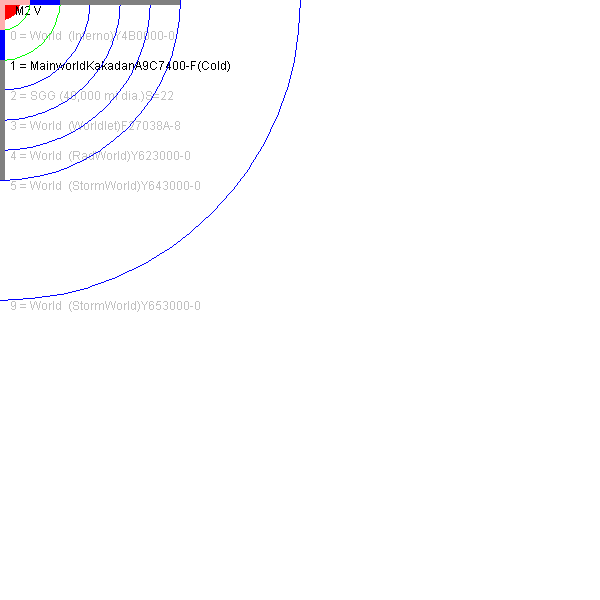 M2 V
0 = World  (Inferno)Y4B0000-0
1 = MainworldKakadanA9C7400-F(Cold)
2 = SGG (40,000 mi dia.)S=22
3 = World  (Worldlet)F27038A-8
4 = World  (RadWorld)Y623000-0
5 = World  (StormWorld)Y643000-0
9 = World  (StormWorld)Y653000-0